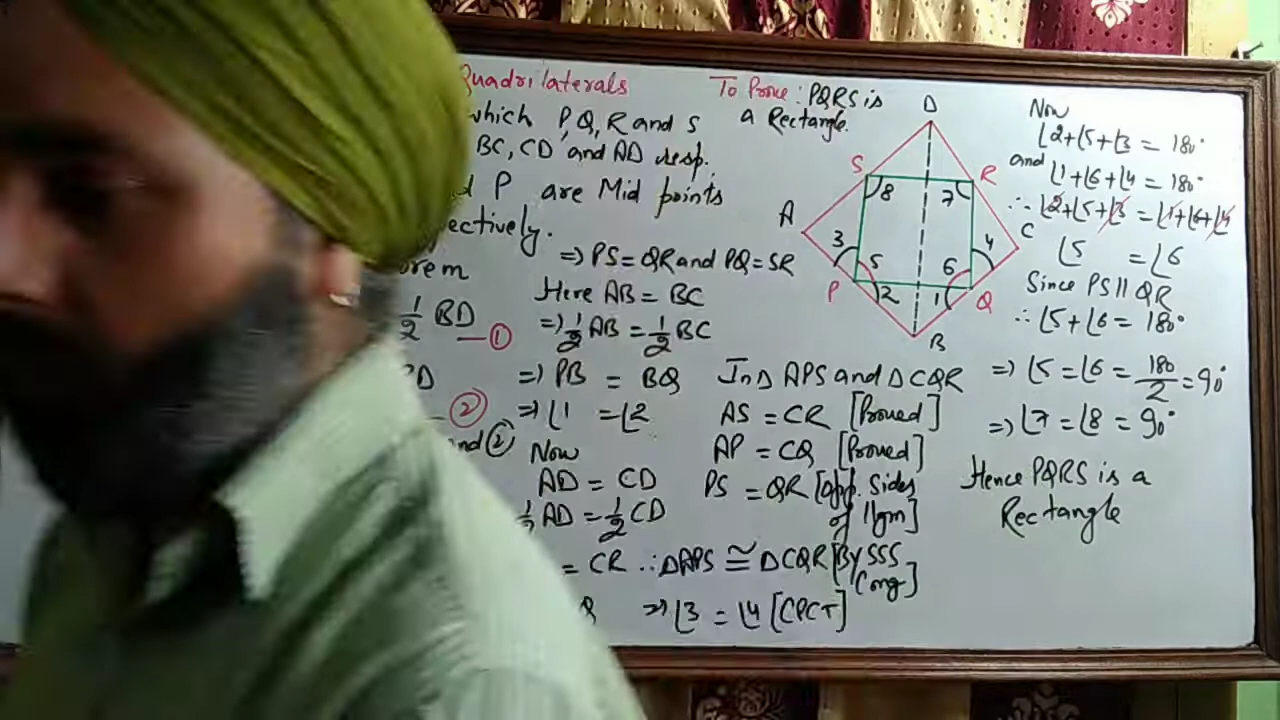 Quadrilaterals
which P, Q, R and S
BC, CD and AD resp.
P are Mid points
ectively.
orem
1/2 BD —①
②
and ②
⇒ PS = QR and PQ = SR
Here AB = BC
⇒ 1/2 AB = 1/2 BC
⇒ PB = BQ
⇒ ∠1 = ∠2
Now
AD = CD
1/2 AD = 1/2 CD
= CR
To Prove : PQRS is
a Rectangle.
D
S
R
8
7
A
C
3
4
5
6
P
2
1
Q
B
In Δ APS and Δ CQR
AS = CR [Proved]
AP = CQ [Proved]
PS = QR [Opp. Sides
of ||gm]
∴ ΔAPS ≅ ΔCQR [By SSS
Cong]
⇒ ∠3 = ∠4 [CPCT]
Now
∠2+∠5+∠3 = 180°
and
∠1+∠6+∠4 = 180°
∴ ∠2+∠5+∠3 = ∠1+∠6+∠4
∠5 = ∠6
Since PS || QR
∴ ∠5+∠6 = 180°
⇒ ∠5 = ∠6 = 180/2 = 90°
⇒ ∠7 = ∠8 = 90°
Hence PQRS is a
Rectangle